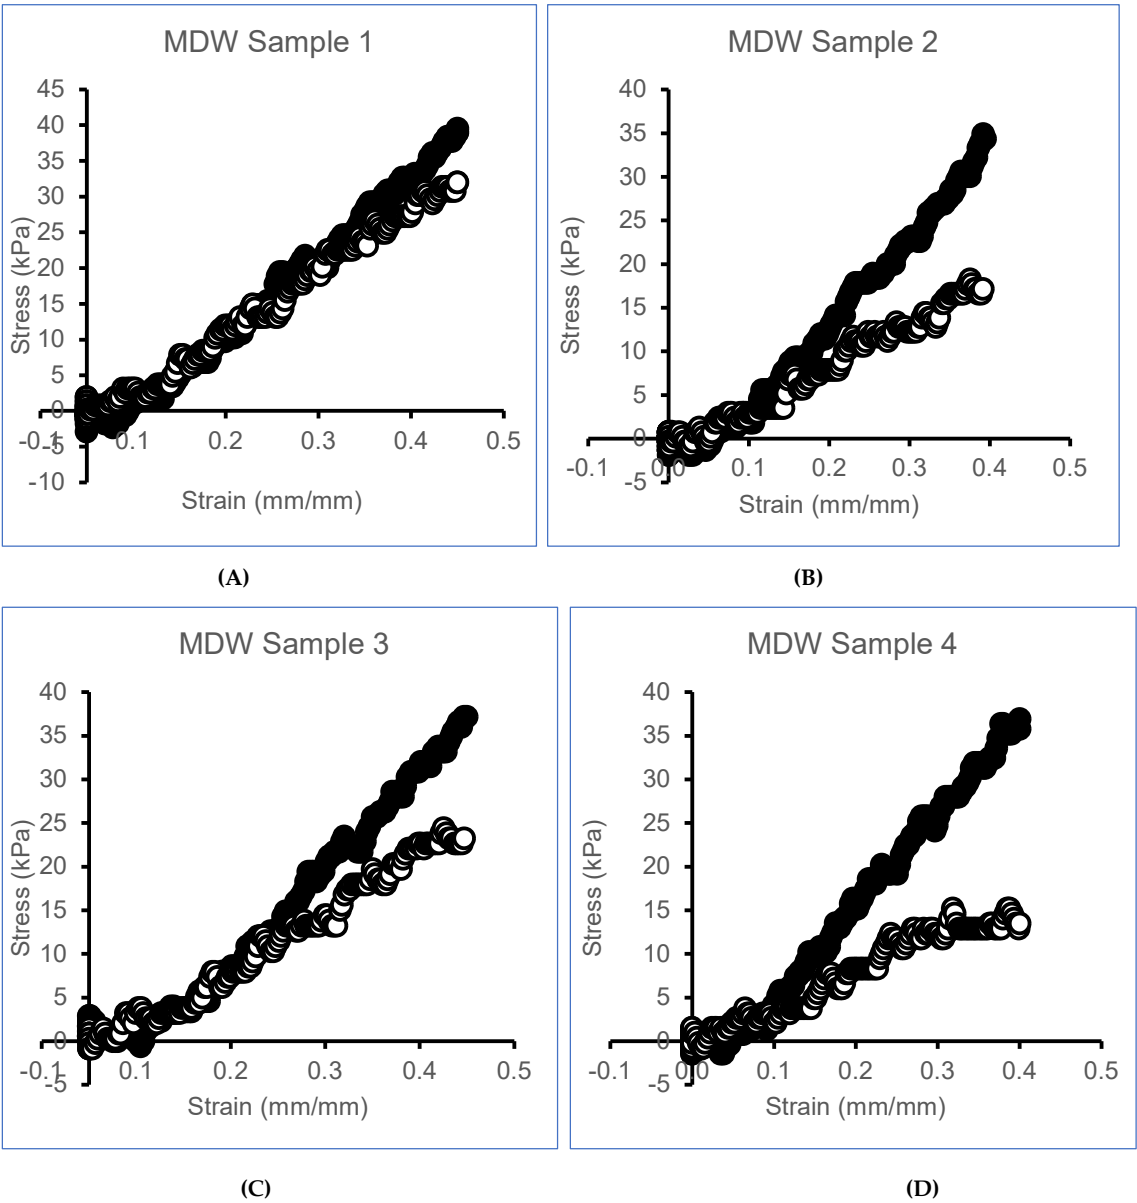 MDW Sample 1
45
40
35
30
25
20
15
10
5
0
-5
-10
-0.1 0.1 0.2 0.3 0.4 0.5
Stress (kPa)
Strain (mm/mm)
(A)
MDW Sample 2
40
35
30
25
20
15
10
5
0
-5
-0.1 0.0 0.1 0.2 0.3 0.4 0.5
Stress (kPa)
Strain (mm/mm)
(B)
MDW Sample 3
40
35
30
25
20
15
10
5
0
-5
-0.1 0.1 0.2 0.3 0.4 0.5
Stress (kPa)
Strain (mm/mm)
(C)
MDW Sample 4
40
35
30
25
20
15
10
5
0
-5
-0.1 0.0 0.1 0.2 0.3 0.4 0.5
Stress (kPa)
Strain (mm/mm)
(D)